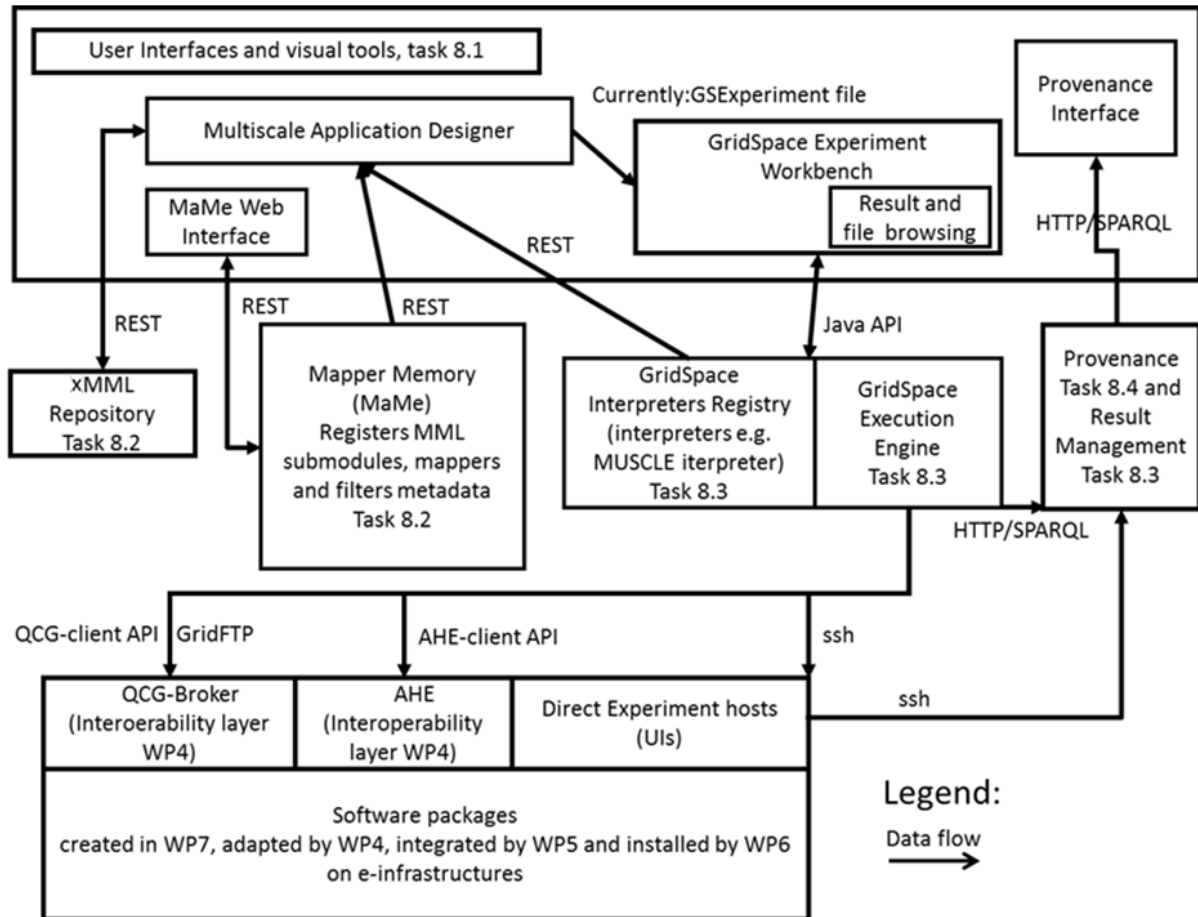 User Interfaces and visual tools, task 8.1
Provenance
Interface
Currently:GSExperiment file
Multiscale Application Designer
GridSpace Experiment
Workbench
Result and
file browsing
MaMe Web
Interface
REST
HTTP/SPARQL
REST
REST
REST
Java API
xMML
Repository
Task 8.2
Mapper Memory
(MaMe)
Registers MML
submodules, mappers
and filters metadata
Task 8.2
GridSpace
Interpreters Registry
(interpreters e.g.
MUSCLE iterpreter)
Task 8.3
GridSpace
Execution
Engine
Task 8.3
Provenance
Task 8.4 and
Result
Management
Task 8.3
HTTP/SPARQL
QCG-client API
GridFTP
AHE-client API
ssh
QCG-Broker
(Interoerability layer
WP4)
AHE
(Interoperability
layer WP4)
Direct Experiment hosts
(UIs)
ssh
Software packages
created in WP7, adapted by WP4, integrated by WP5 and installed by WP6
on e-infrastructures
Legend:
Data flow